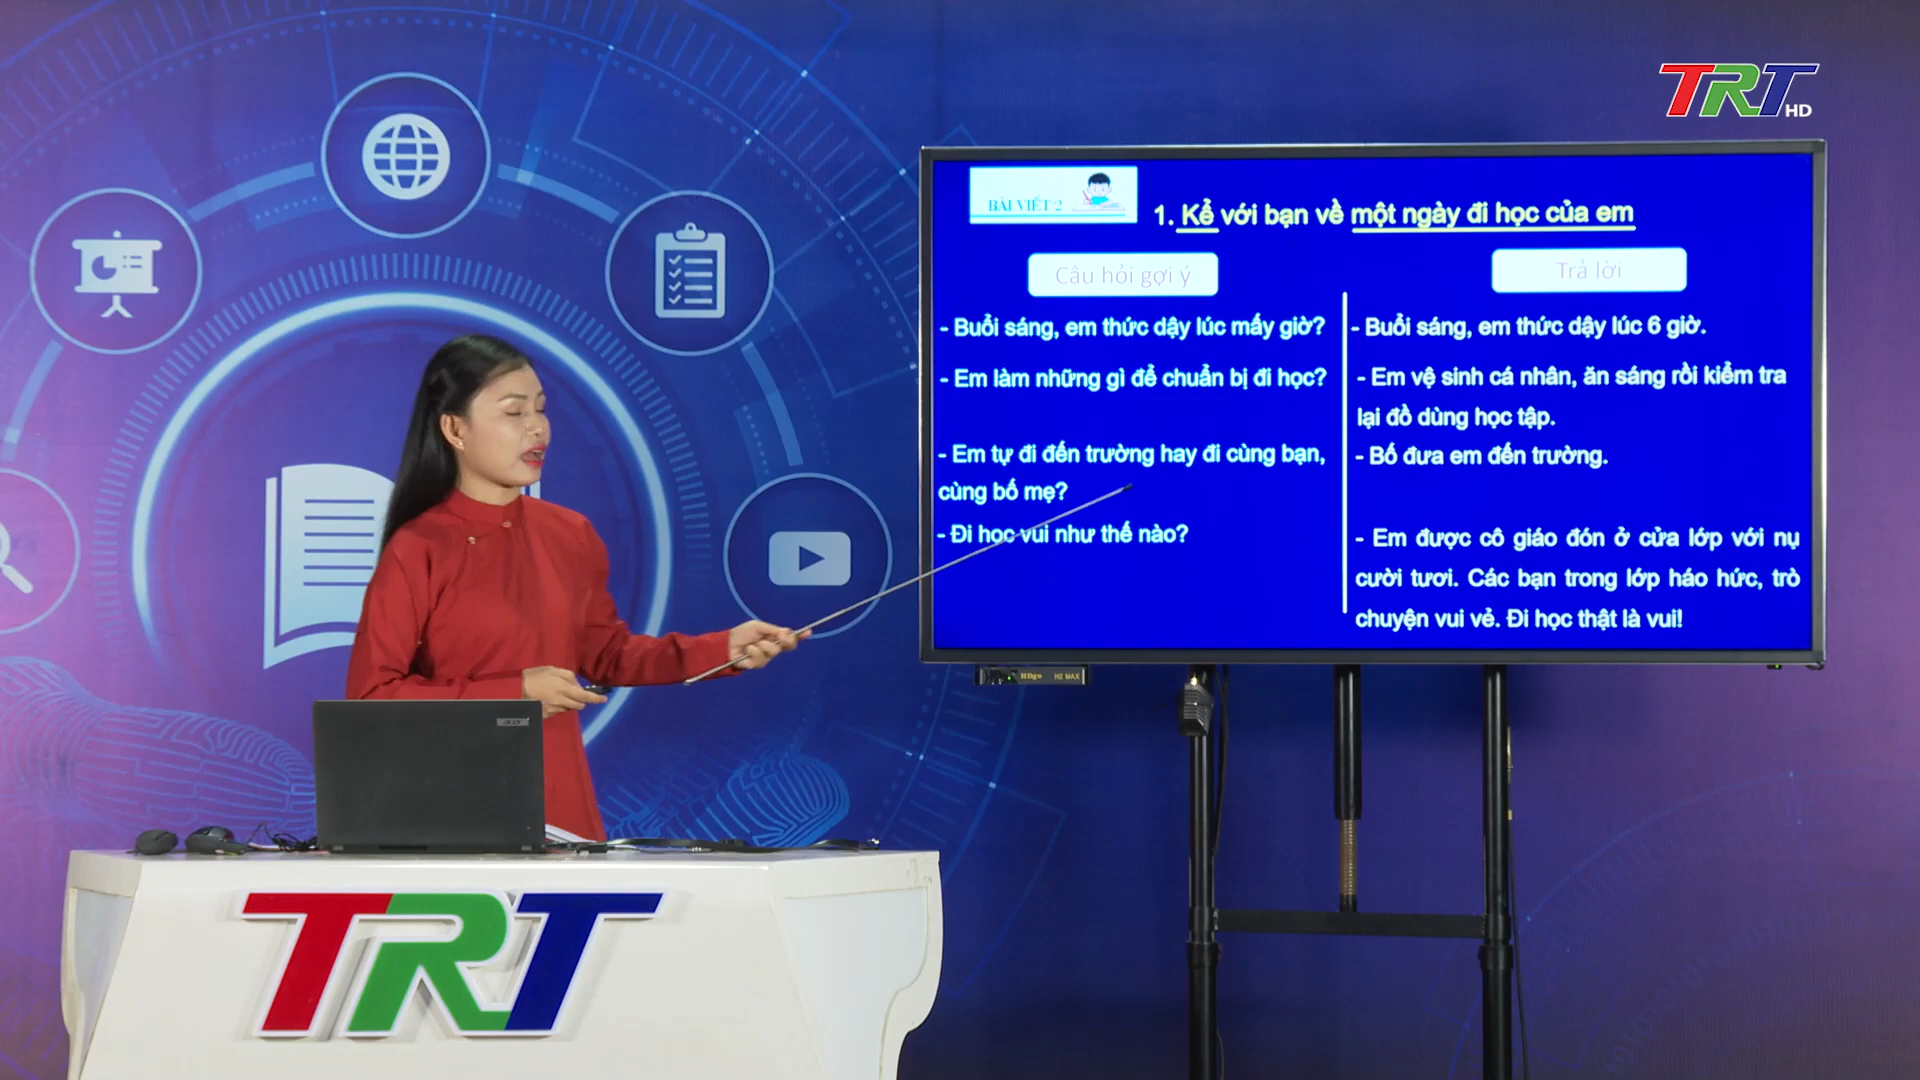 TRT HD
BÀI VIẾT 2
1. Kể với bạn về một ngày đi học của em
Câu hỏi gợi ý
- Buổi sáng, em thức dậy lúc mấy giờ?
- Em làm những gì để chuẩn bị đi học?
- Em tự đi đến trường hay đi cùng bạn,
cùng bố mẹ?
- Đi học vui như thế nào?
Trả lời
- Buổi sáng, em thức dậy lúc 6 giờ.
- Em vệ sinh cá nhân, ăn sáng rồi kiểm tra
lại đồ dùng học tập.
- Bố đưa em đến trường.
- Em được cô giáo đón ở cửa lớp với nụ
cười tươi. Các bạn trong lớp háo hức, trò
chuyện vui vẻ. Đi học thật là vui!
HDgo H2 MAX
acer
TRT